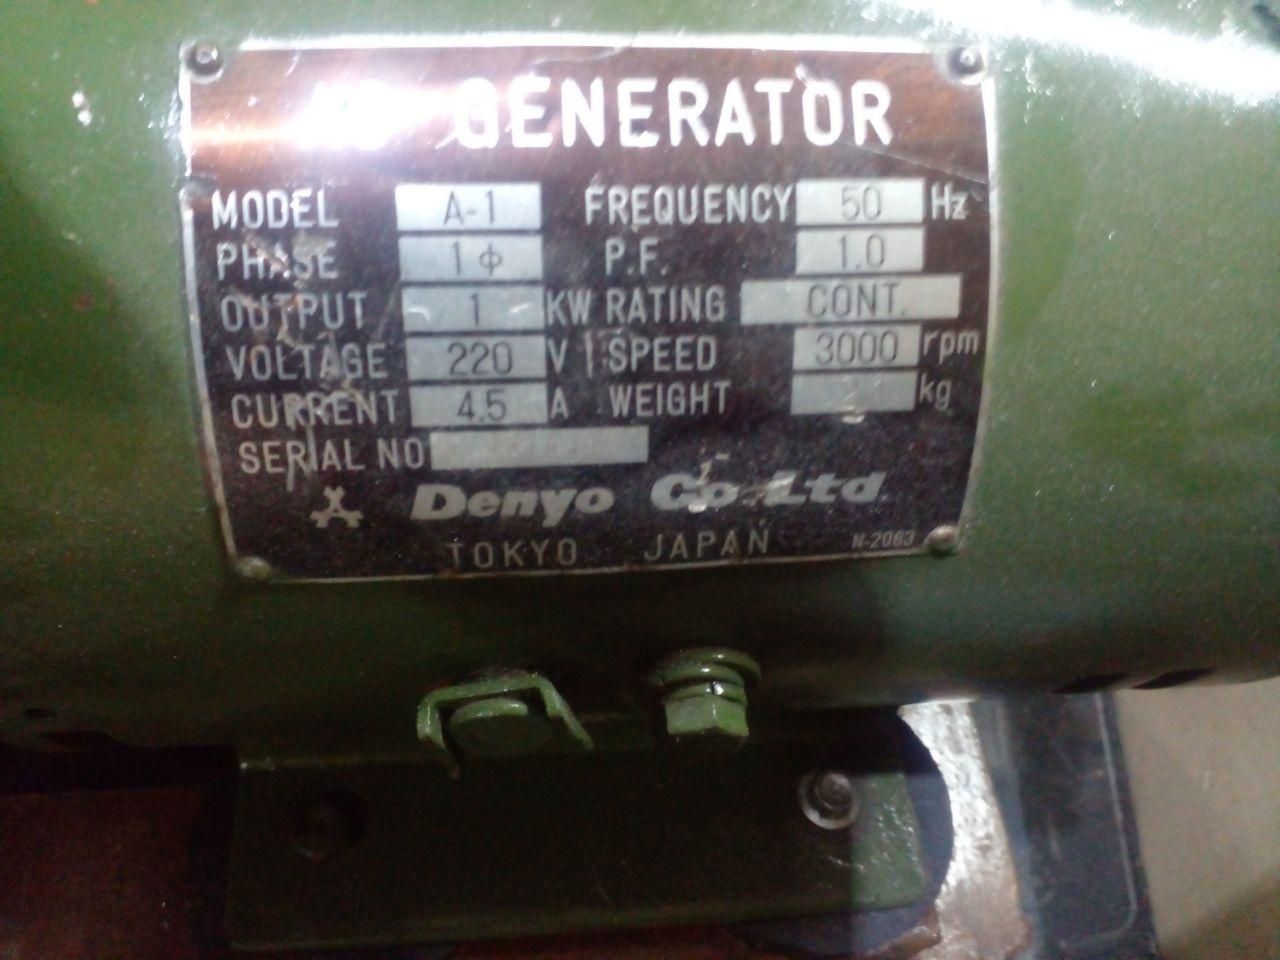 AC GENERATOR
MODEL A-1 FREQUENCY 50 Hz
PHASE 1ϕ P.F. 1.0
OUTPUT 1 KW RATING CONT.
VOLTAGE 220 V SPEED 3000 rpm
CURRENT 4.5 A WEIGHT kg
SERIAL NO
Denyo Co. Ltd.
TOKYO JAPAN N-2063